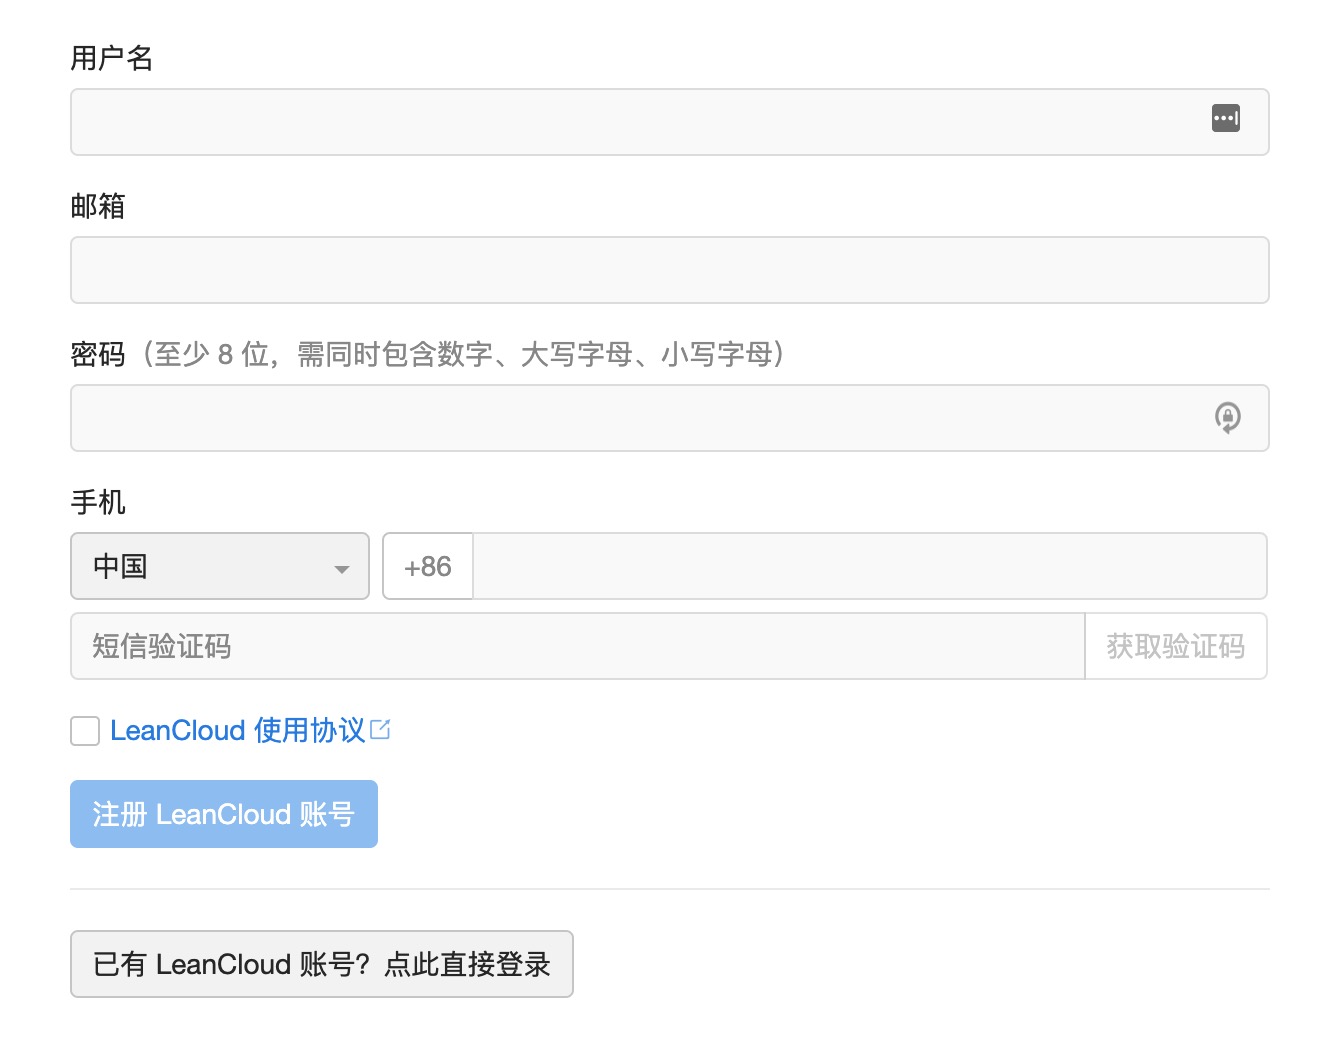 用户名
邮箱
密码（至少 8 位，需同时包含数字、大写字母、小写字母）
手机
中国 +86
短信验证码 获取验证码
LeanCloud 使用协议
注册 LeanCloud 账号
已有 LeanCloud 账号？点此直接登录